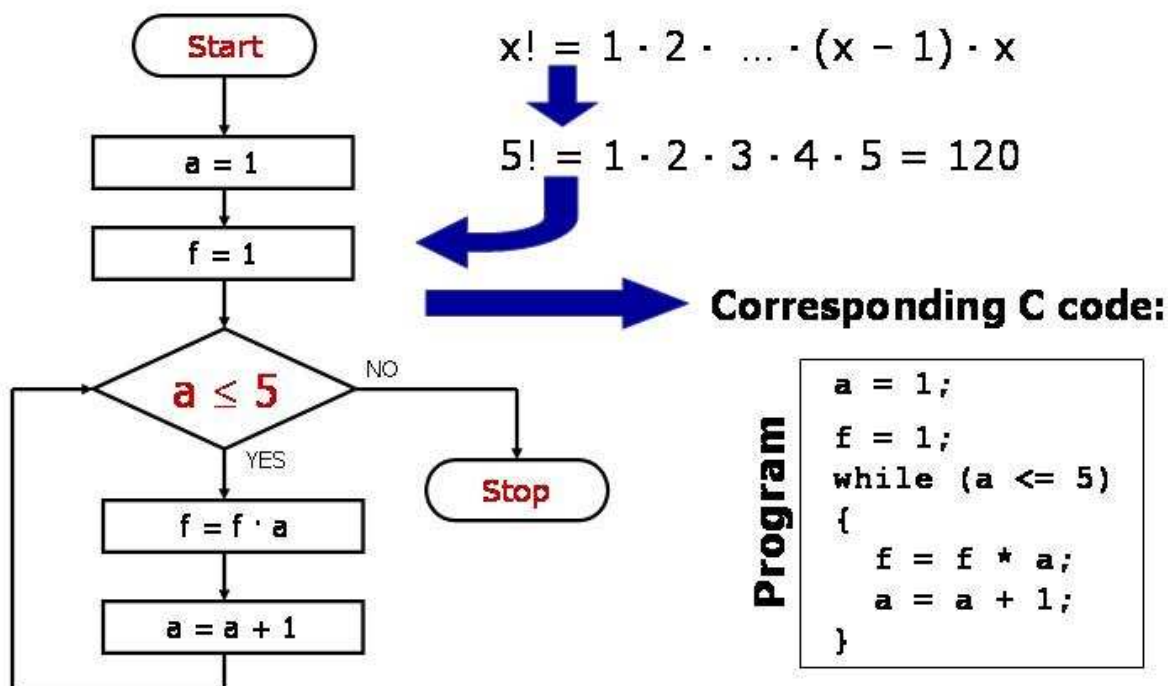 Start
a = 1
f = 1
a ≤ 5
NO
YES
Stop
f = f · a
a = a + 1
x! = 1 · 2 · ... · (x − 1) · x
5! = 1 · 2 · 3 · 4 · 5 = 120
Corresponding C code:
Program
a = 1;
f = 1;
while (a <= 5)
{
f = f * a;
a = a + 1;
}